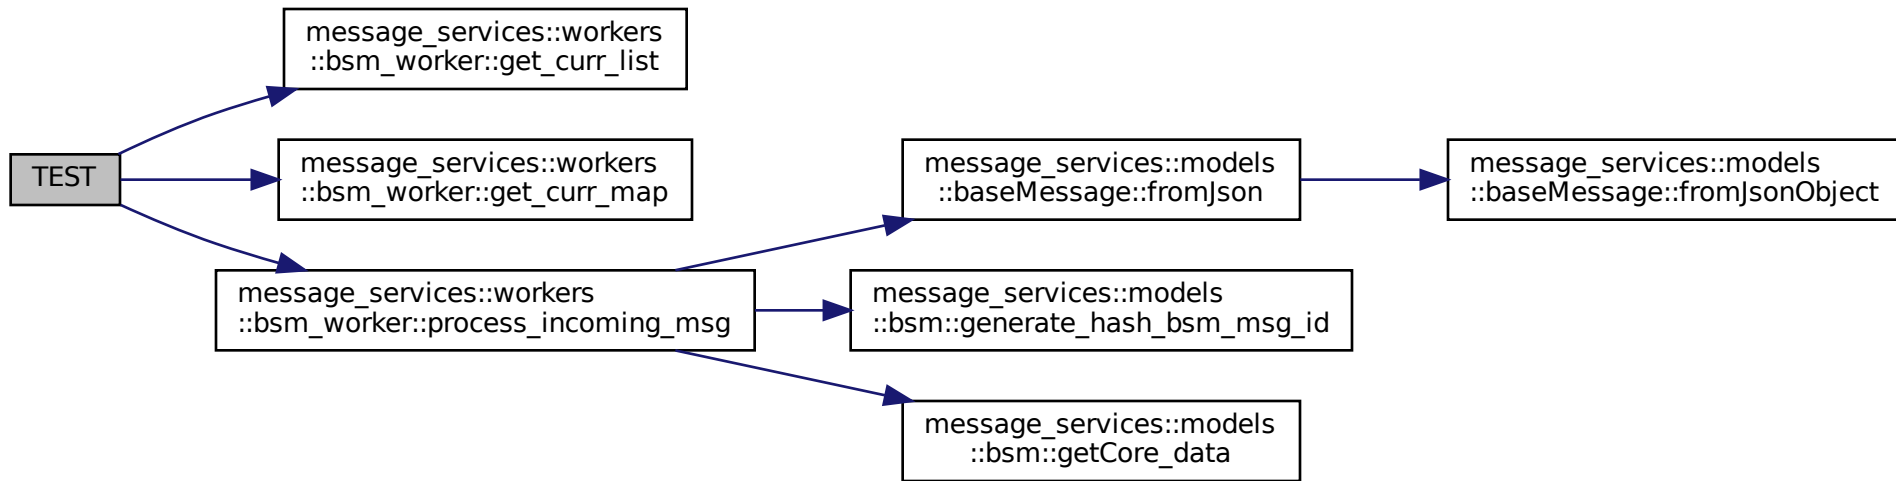 message_services::workers
::bsm_worker::get_curr_list
TEST
message_services::workers
::bsm_worker::get_curr_map
message_services::models
::baseMessage::fromJson
message_services::models
::baseMessage::fromJsonObject
message_services::workers
::bsm_worker::process_incoming_msg
message_services::models
::bsm::generate_hash_bsm_msg_id
message_services::models
::bsm::getCore_data